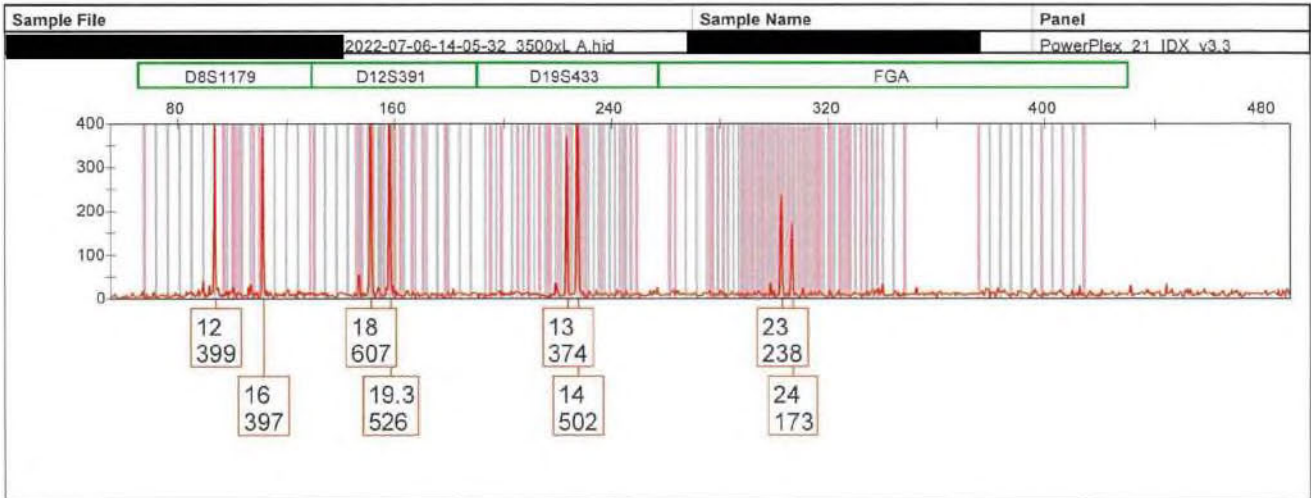 Sample File Sample Name Panel
2022-07-06-14-05-32_3500xL_A.hid PowerPlex_21_IDX_v3.3
D8S1179 D12S391 D19S433 FGA
80 160 240 320 400 480
400
300
200
100
0
12 18 13 23
399 607 374 238
16 19.3 14 24
397 526 502 173